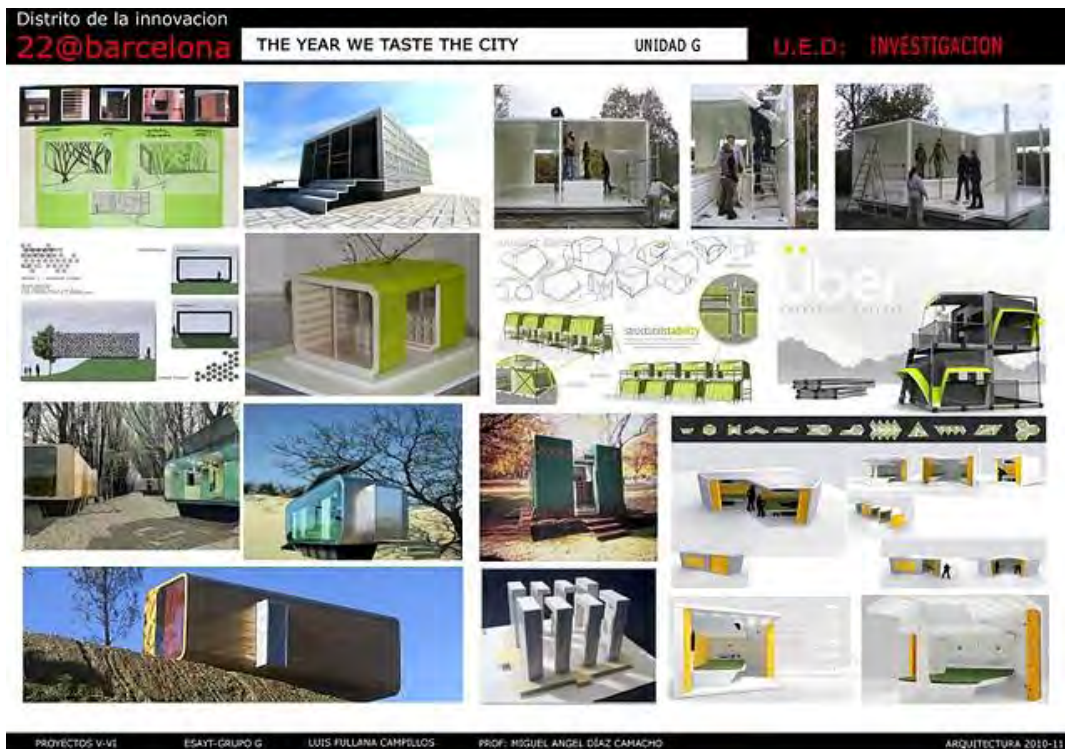 Distrito de la innovacion
22@barcelona
THE YEAR WE TASTE THE CITY
UNIDAD G
U.E.D: INVESTIGACION
structuralstability
Über
PROYECTOS V-VI
ESAYT-GRUPO G
LUIS FULLANA CAMPILLOS
PROF: MIGUEL ANGEL DÍAZ CAMACHO
ARQUITECTURA 2010-11